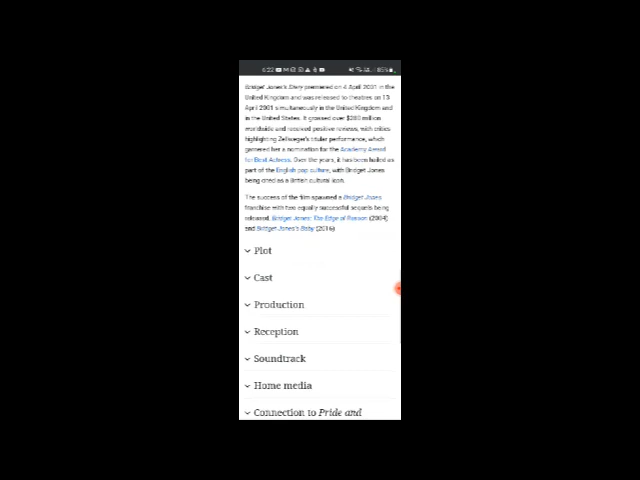 6:22
85%
Bridget Jones's Diary premiered on 4 April 2001 in the
United Kingdom and was released to theatres on 13
April 2001 simultaneously in the United Kingdom and
in the United States. It grossed over $280 million
worldwide and received positive reviews, with critics
highlighting Zellweger's titular performance, which
garnered her a nomination for the Academy Award
for Best Actress. Over the years, it has been hailed as
part of the English pop culture, with Bridget Jones
being cited as a British cultural icon.
The success of the film spawned a Bridget Jones
franchise with two equally successful sequels being
released, Bridget Jones: The Edge of Reason (2004)
and Bridget Jones's Baby (2016).
Plot
Cast
Production
Reception
Soundtrack
Home media
Connection to Pride and